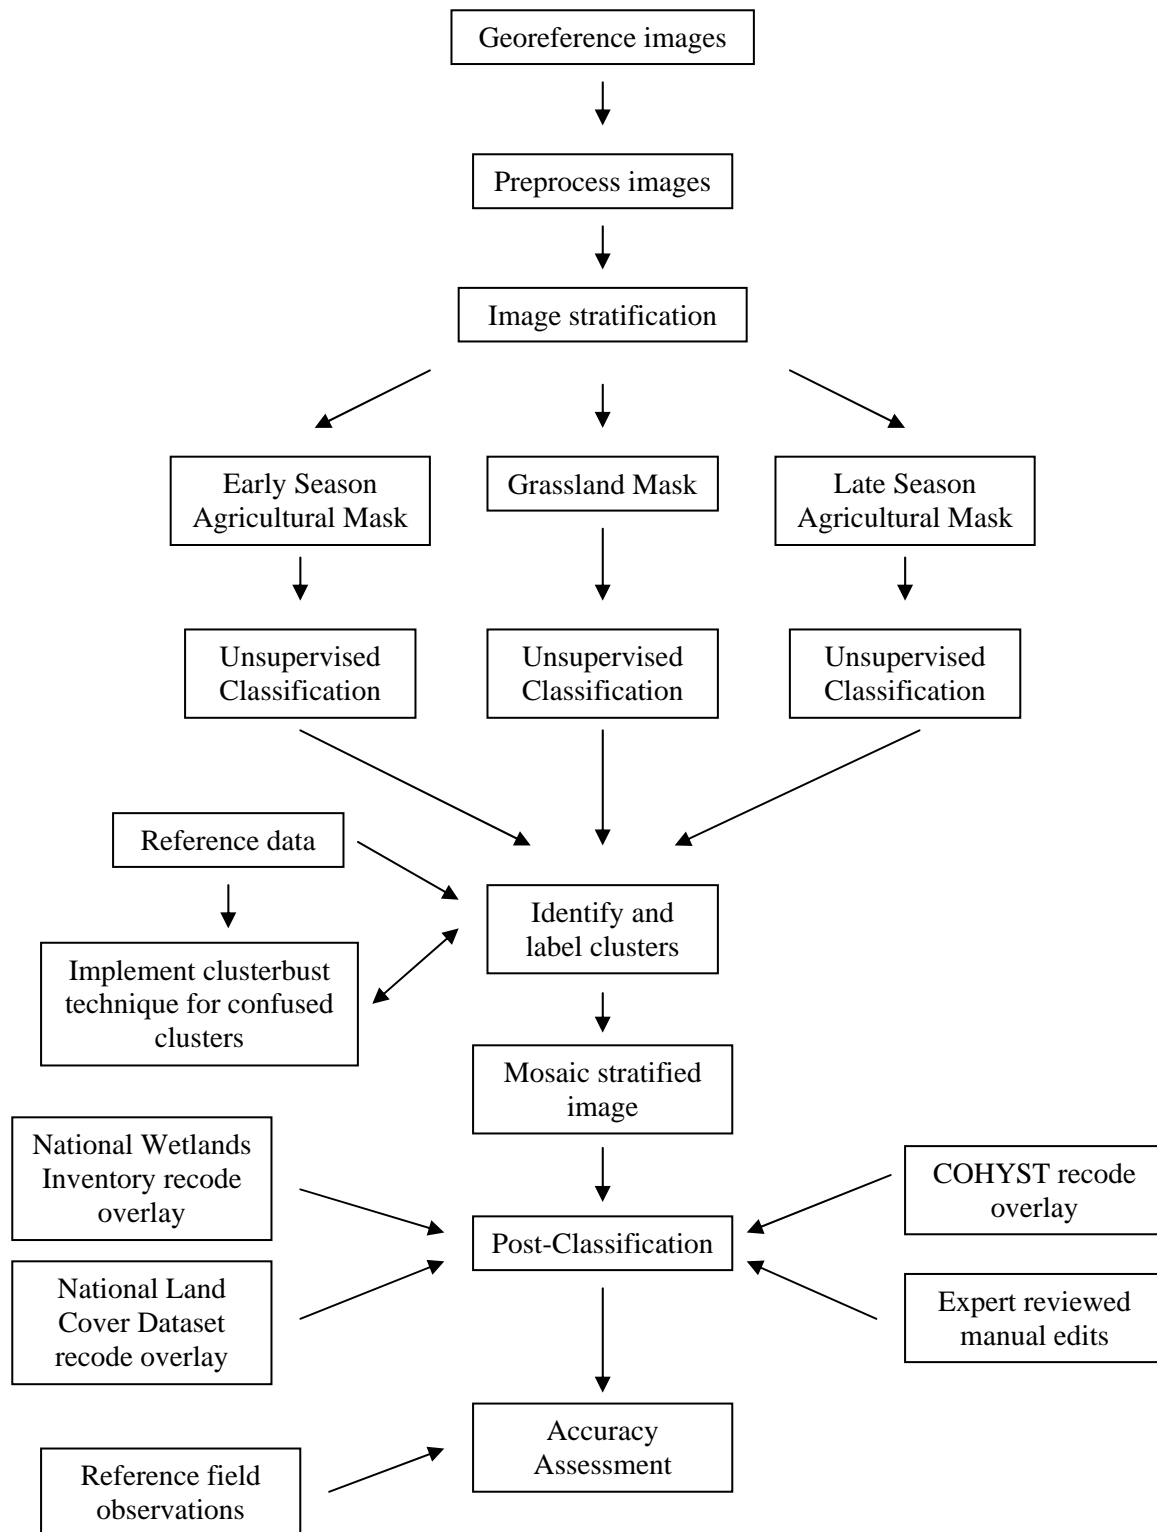 Georeference images
Preprocess images
Image stratification
Early Season
Agricultural Mask
Grassland Mask
Late Season
Agricultural Mask
Unsupervised
Classification
Unsupervised
Classification
Unsupervised
Classification
Reference data
Identify and
label clusters
Implement clusterbust
technique for confused
clusters
Mosaic stratified
image
National Wetlands
Inventory recode
overlay
COHYST recode
overlay
Post-Classification
National Land
Cover Dataset
recode overlay
Expert reviewed
manual edits
Accuracy
Assessment
Reference field
observations